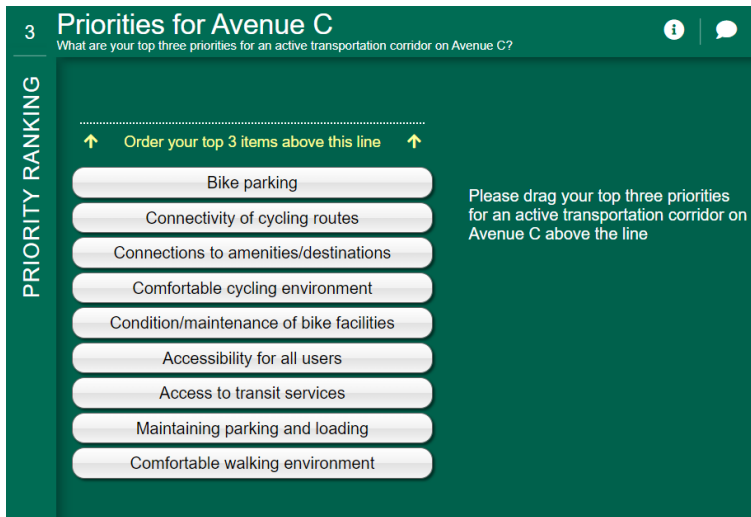 3
Priorities for Avenue C
What are your top three priorities for an active transportation corridor on Avenue C?
PRIORITY RANKING
Order your top 3 items above this line
Bike parking
Connectivity of cycling routes
Connections to amenities/destinations
Comfortable cycling environment
Condition/maintenance of bike facilities
Accessibility for all users
Access to transit services
Maintaining parking and loading
Comfortable walking environment
Please drag your top three priorities
for an active transportation corridor on
Avenue C above the line